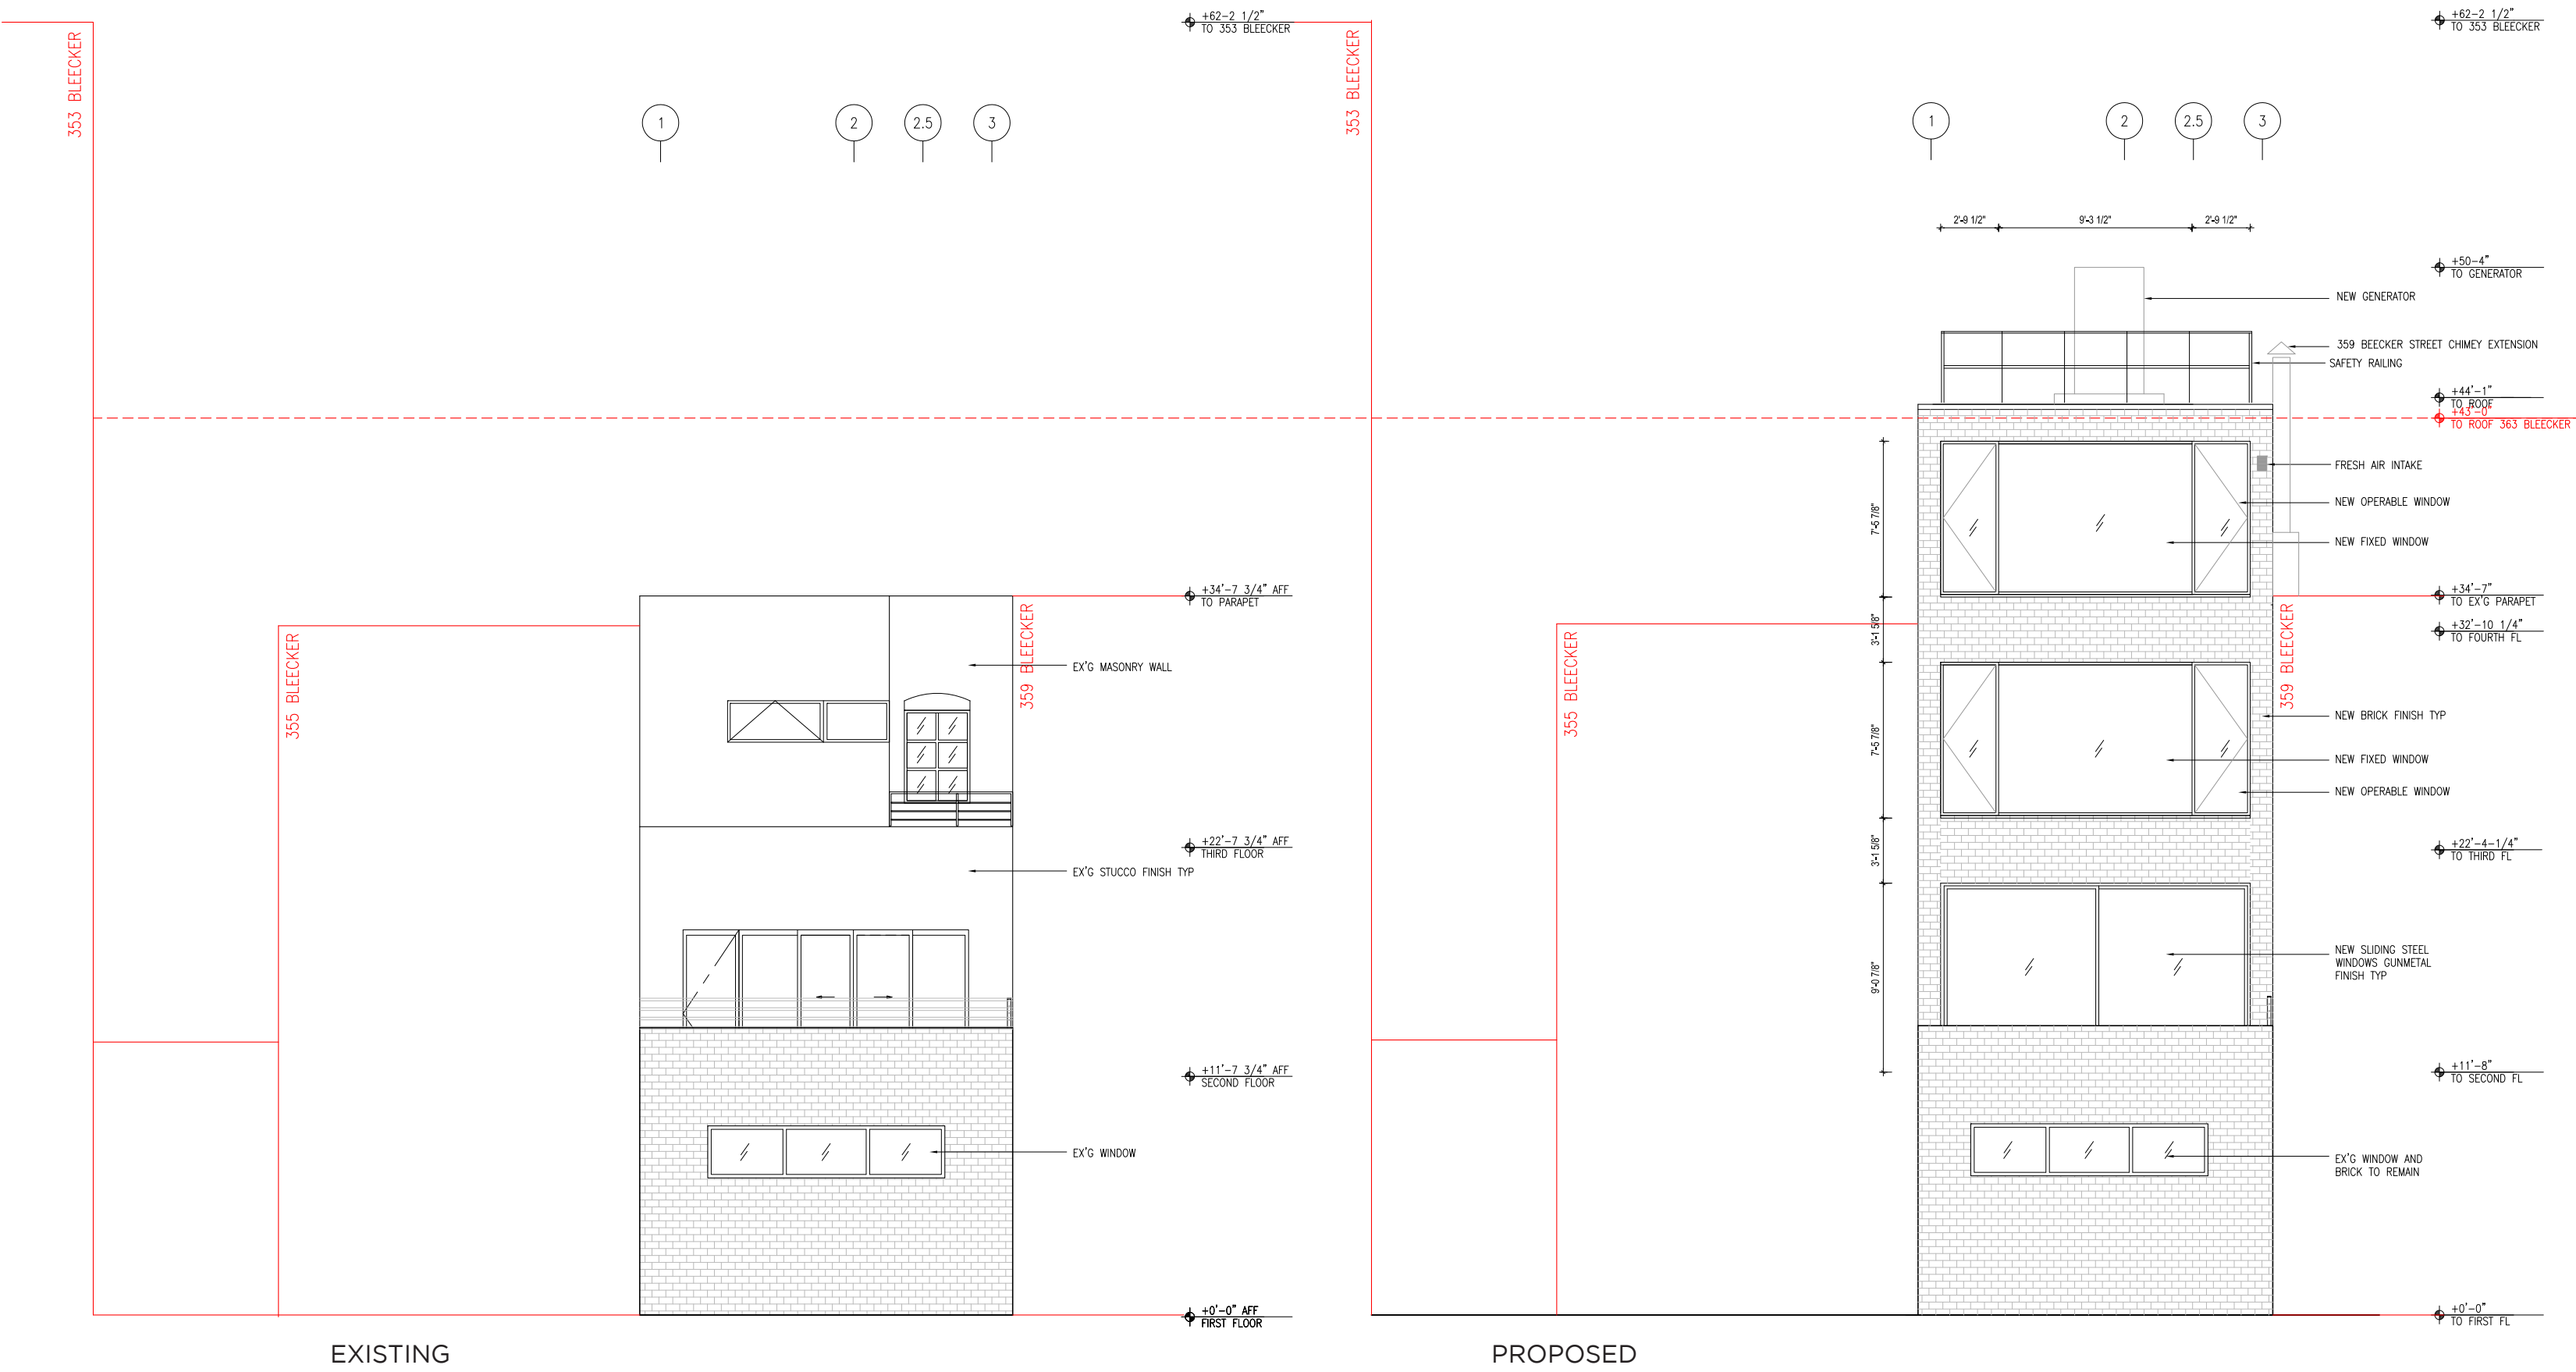 +62-2 1/2"
TO 353 BLEECKER
353 BLEECKER
1
2
2.5
3
355 BLEECKER
359 BLEECKER
+34'-7 3/4" AFF
TO PARAPET
EX'G MASONRY WALL
+22'-7 3/4" AFF
THIRD FLOOR
EX'G STUCCO FINISH TYP
+11'-7 3/4" AFF
SECOND FLOOR
EX'G WINDOW
+0'-0" AFF
FIRST FLOOR
EXISTING
+62-2 1/2"
TO 353 BLEECKER
353 BLEECKER
1
2
2.5
3
2'-9 1/2"
9'-3 1/2"
2'-9 1/2"
+50-4"
TO GENERATOR
NEW GENERATOR
359 BEECKER STREET CHIMEY EXTENSION
SAFETY RAILING
+44'-1"
TO ROOF
+43'-0"
TO ROOF 363 BLEECKER
FRESH AIR INTAKE
NEW OPERABLE WINDOW
7'-5 7/8"
NEW FIXED WINDOW
+34'-7"
TO EX'G PARAPET
3'-1 5/8"
+32'-10 1/4"
TO FOURTH FL
355 BLEECKER
359 BLEECKER
NEW BRICK FINISH TYP
7'-5 7/8"
NEW FIXED WINDOW
NEW OPERABLE WINDOW
3'-1 5/8"
+22'-4-1/4"
TO THIRD FL
9'-0 7/8"
NEW SLIDING STEEL
WINDOWS GUNMETAL
FINISH TYP
+11'-8"
TO SECOND FL
EX'G WINDOW AND
BRICK TO REMAIN
+0'-0"
TO FIRST FL
PROPOSED